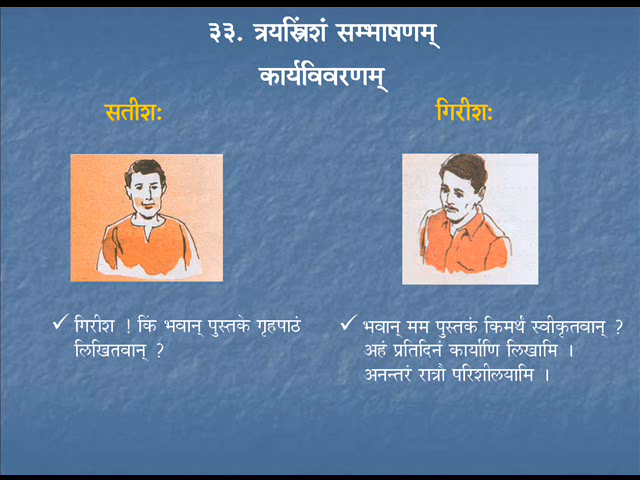 ३३. त्रयस्त्रिंशं सम्भाषणम्
कार्यविवरणम्
सतीशः
गिरीशः
गिरीश ! किं भवान् पुस्तके गृहपाठं
लिखितवान् ?
भवान् मम पुस्तकं किमर्थं स्वीकृतवान् ?
अहं प्रतिदिनं कार्याणि लिखामि ।
अनन्तरं रात्रौ परिशीलयामि ।